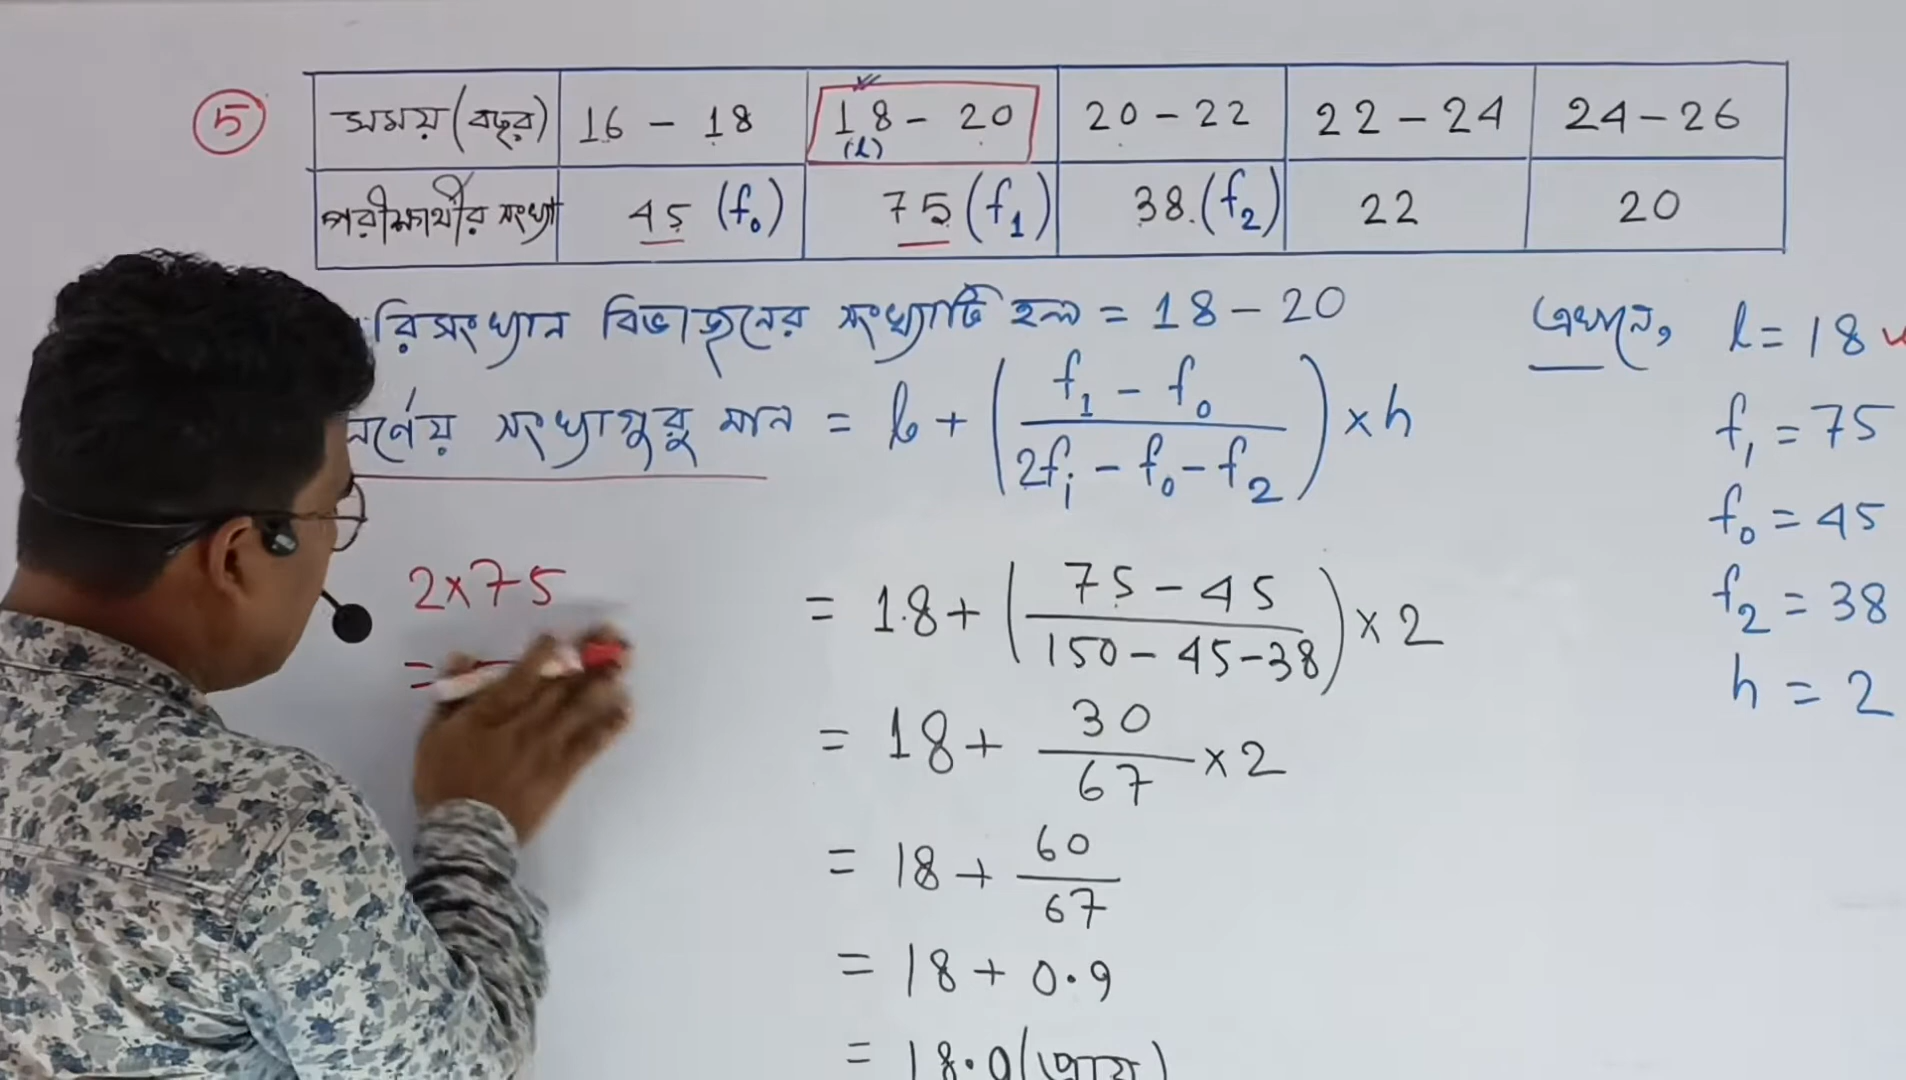 5
সময় (বছর) 16 - 18 18 - 20 20 - 22 22 - 24 24 - 26
(l)
পরীক্ষার্থীর সংখ্যা 45 (f₀) 75 (f₁) 38 (f₂) 22 20
রিসংখ্যান বিভাজনের সংখ্যাটি হল = 18 - 20
র্ণেয় সংখ্যাগুরু মান = l + (f₁ - f₀ / 2f₁ - f₀ - f₂) × h
= 18 + (75 - 45 / 150 - 45 - 38) × 2
= 18 + 30/67 × 2
= 18 + 60/67
= 18 + 0.9
= 18.9 (প্রায়)
2×75
=
এখানে, l = 18
f₁ = 75
f₀ = 45
f₂ = 38
h = 2